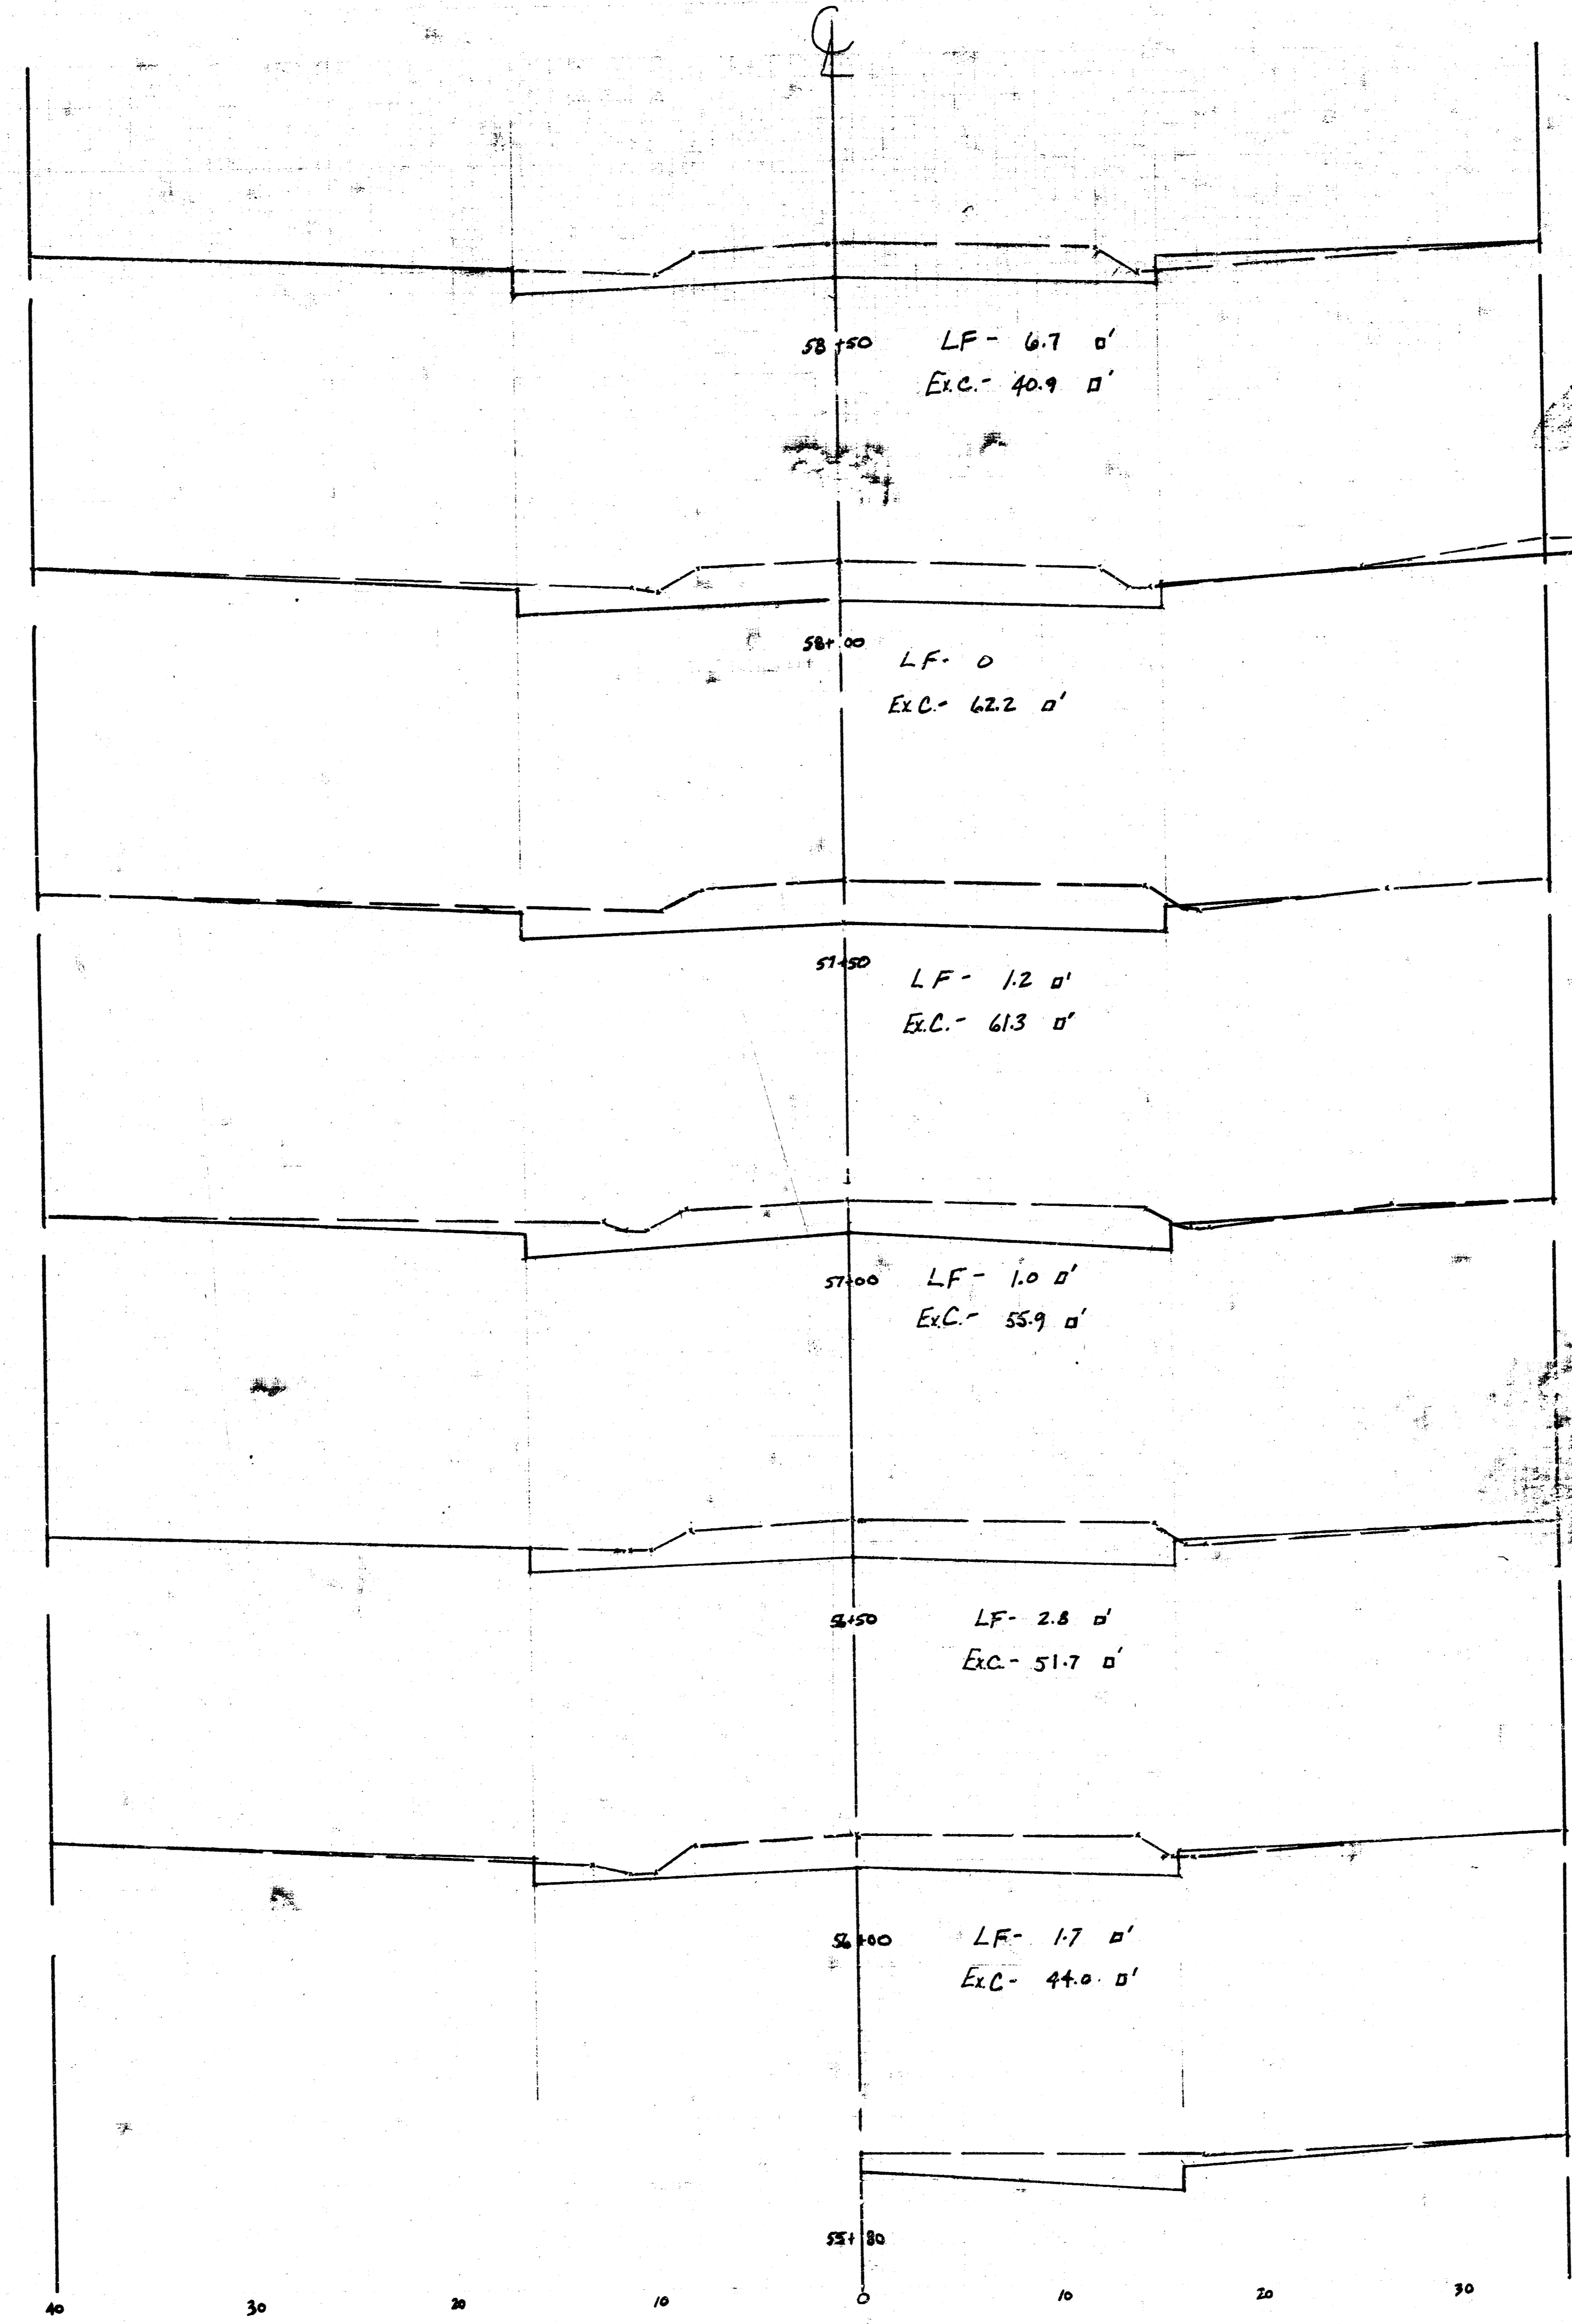 ℄
58+50 LF- 6.7 □'
Ex.C.- 40.9 □'
58+00
LF- 0
Ex C.- 62.2 □'
57+50
LF- 1.2 □'
Ex.C.- 61.3 □'
57+00 LF- 1.0 □'
Ex.C.- 55.9 □'
56+50 LF- 2.8 □'
Ex.C.- 51.7 □'
56+00 LF- 1.7 □'
Ex.C- 44.0 □'
55+80
40 30 20 10 0 10 20 30